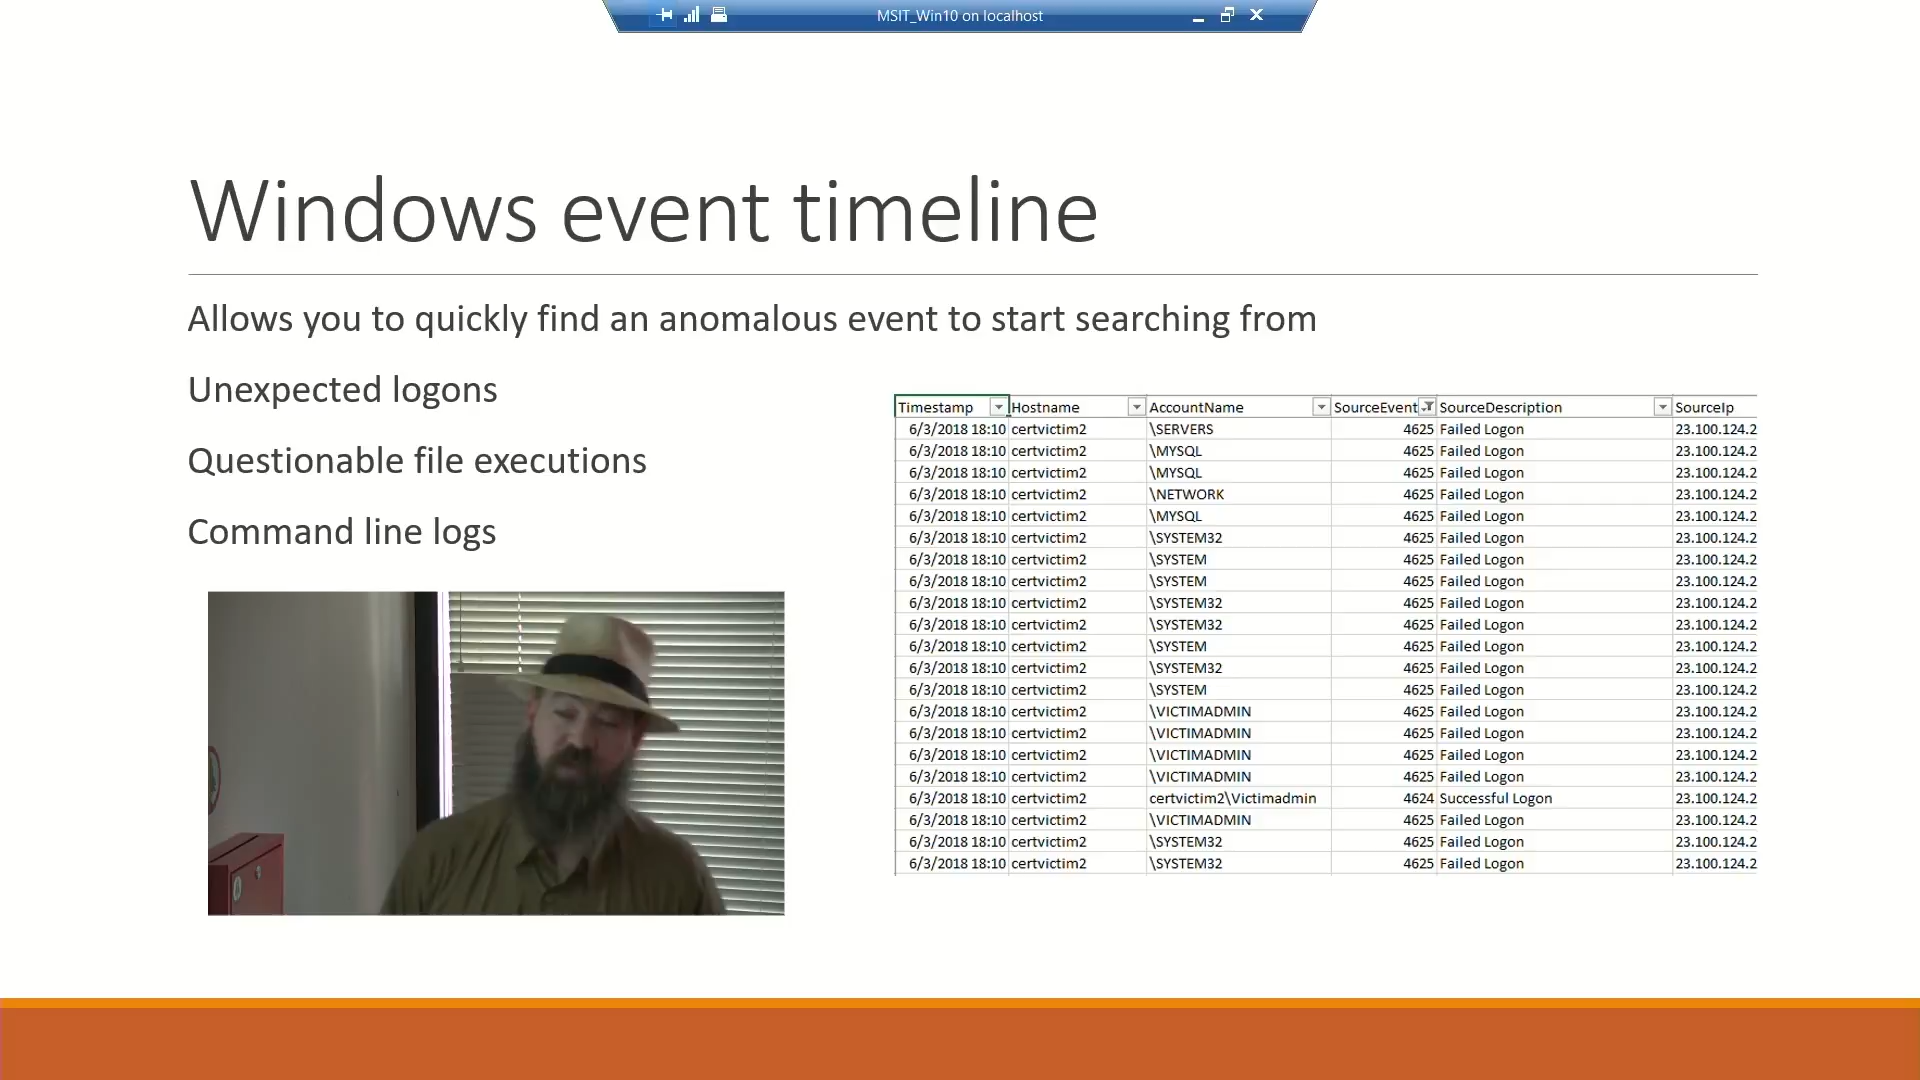 MSIT_Win10 on localhost
Windows event timeline
Allows you to quickly find an anomalous event to start searching from
Unexpected logons
Questionable file executions
Command line logs
Timestamp Hostname AccountName SourceEvent SourceDescription SourceIp
6/3/2018 18:10 certvictim2 \SERVERS 4625 Failed Logon 23.100.124.2
6/3/2018 18:10 certvictim2 \MYSQL 4625 Failed Logon 23.100.124.2
6/3/2018 18:10 certvictim2 \MYSQL 4625 Failed Logon 23.100.124.2
6/3/2018 18:10 certvictim2 \NETWORK 4625 Failed Logon 23.100.124.2
6/3/2018 18:10 certvictim2 \MYSQL 4625 Failed Logon 23.100.124.2
6/3/2018 18:10 certvictim2 \SYSTEM32 4625 Failed Logon 23.100.124.2
6/3/2018 18:10 certvictim2 \SYSTEM 4625 Failed Logon 23.100.124.2
6/3/2018 18:10 certvictim2 \SYSTEM 4625 Failed Logon 23.100.124.2
6/3/2018 18:10 certvictim2 \SYSTEM32 4625 Failed Logon 23.100.124.2
6/3/2018 18:10 certvictim2 \SYSTEM32 4625 Failed Logon 23.100.124.2
6/3/2018 18:10 certvictim2 \SYSTEM 4625 Failed Logon 23.100.124.2
6/3/2018 18:10 certvictim2 \SYSTEM32 4625 Failed Logon 23.100.124.2
6/3/2018 18:10 certvictim2 \SYSTEM 4625 Failed Logon 23.100.124.2
6/3/2018 18:10 certvictim2 \VICTIMADMIN 4625 Failed Logon 23.100.124.2
6/3/2018 18:10 certvictim2 \VICTIMADMIN 4625 Failed Logon 23.100.124.2
6/3/2018 18:10 certvictim2 \VICTIMADMIN 4625 Failed Logon 23.100.124.2
6/3/2018 18:10 certvictim2 \VICTIMADMIN 4625 Failed Logon 23.100.124.2
6/3/2018 18:10 certvictim2 certvictim2\Victimadmin 4624 Successful Logon 23.100.124.2
6/3/2018 18:10 certvictim2 \VICTIMADMIN 4625 Failed Logon 23.100.124.2
6/3/2018 18:10 certvictim2 \SYSTEM32 4625 Failed Logon 23.100.124.2
6/3/2018 18:10 certvictim2 \SYSTEM32 4625 Failed Logon 23.100.124.2